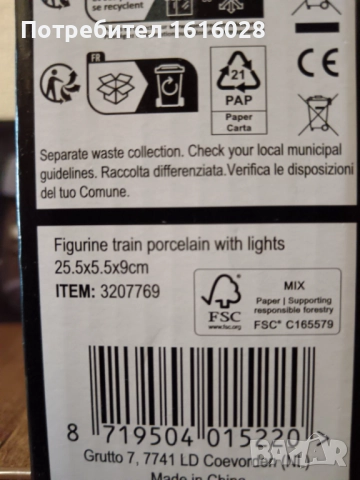 Потребител 1616028
se recyclent
FR
21
PAP
Paper
Carta
CE
Separate waste collection. Check your local municipal
guidelines. Raccolta differenziata.Verifica le disposizioni
del tuo Comune.
Figurine train porcelain with lights
25.5x5.5x9cm
ITEM: 3207769
FSC
www.fsc.org
MIX
Paper | Supporting
responsible forestry
FSC® C165579
8 719504 015220 >
Grutto 7, 7741 LD Coevorden (NL)
Made in China